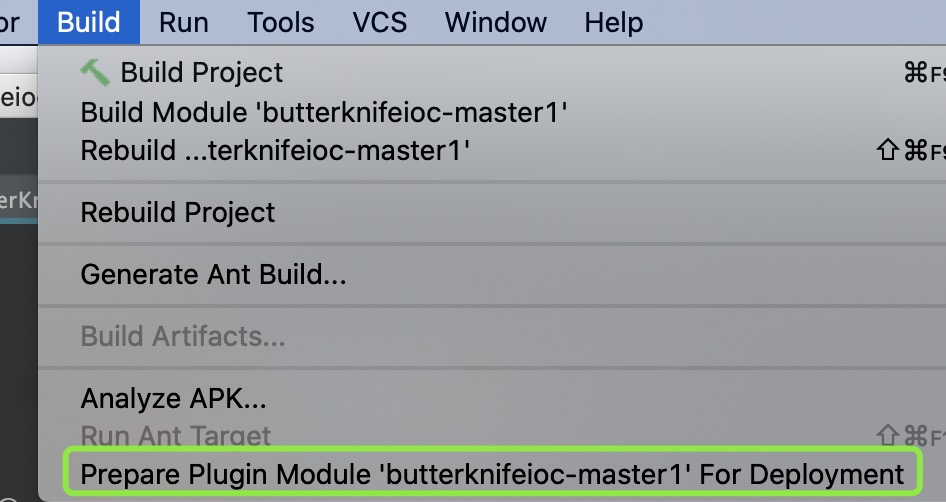 or Build Run Tools VCS Window Help
Build Project ⌘F9
eio
Build Module 'butterknifeioc-master1'
Rebuild ...terknifeioc-master1' ⇧⌘F9
erKn
Rebuild Project
Generate Ant Build...
Build Artifacts...
Analyze APK...
Run Ant Target ⇧⌘F1
Prepare Plugin Module 'butterknifeioc-master1' For Deployment